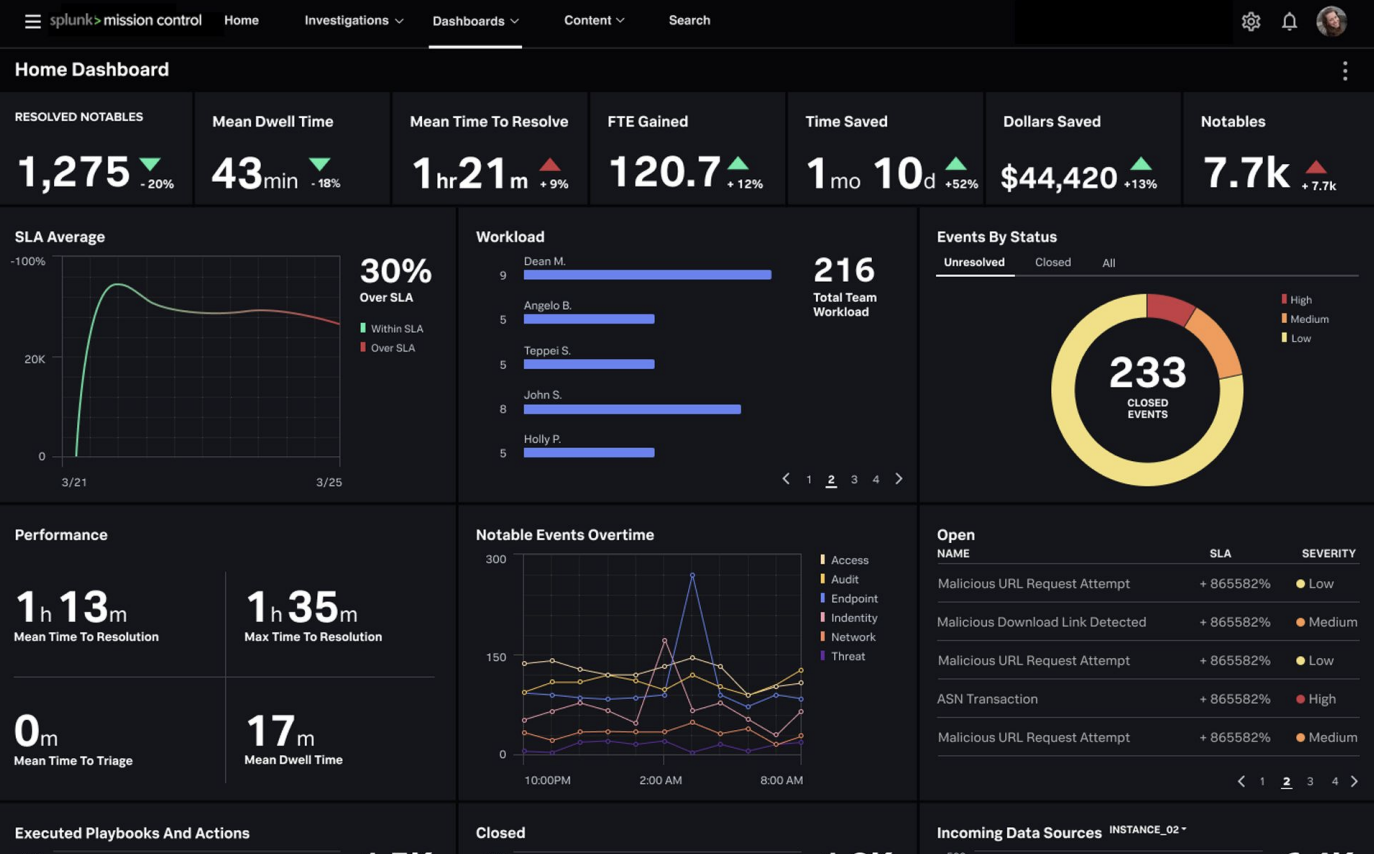 splunk> mission control Home Investigations Dashboards Content Search
Home Dashboard
RESOLVED NOTABLES
1,275 - 20%
Mean Dwell Time
43min - 18%
Mean Time To Resolve
1hr21m + 9%
FTE Gained
120.7 + 12%
Time Saved
1mo 10d +52%
Dollars Saved
$44,420 +13%
Notables
7.7k + 7.7k
SLA Average
-100%
20K
0
3/21 3/25
30%
Over SLA
Within SLA
Over SLA
Workload
Dean M.
9
Angelo B.
5
Teppei S.
5
John S.
8
Holly P.
5
216
Total Team
Workload
1 2 3 4
Events By Status
Unresolved Closed All
233
CLOSED
EVENTS
High
Medium
Low
Performance
1h 13m
Mean Time To Resolution
1h 35m
Max Time To Resolution
0m
Mean Time To Triage
17m
Mean Dwell Time
Notable Events Overtime
300
150
0
10:00PM 2:00 AM 8:00 AM
Access
Audit
Endpoint
Indentity
Network
Threat
Open
NAME SLA SEVERITY
Malicious URL Request Attempt + 865582% Low
Malicious Download Link Detected + 865582% Medium
Malicious URL Request Attempt + 865582% Low
ASN Transaction + 865582% High
Malicious URL Request Attempt + 865582% Medium
1 2 3 4
Executed Playbooks And Actions
Closed
Incoming Data Sources INSTANCE_02